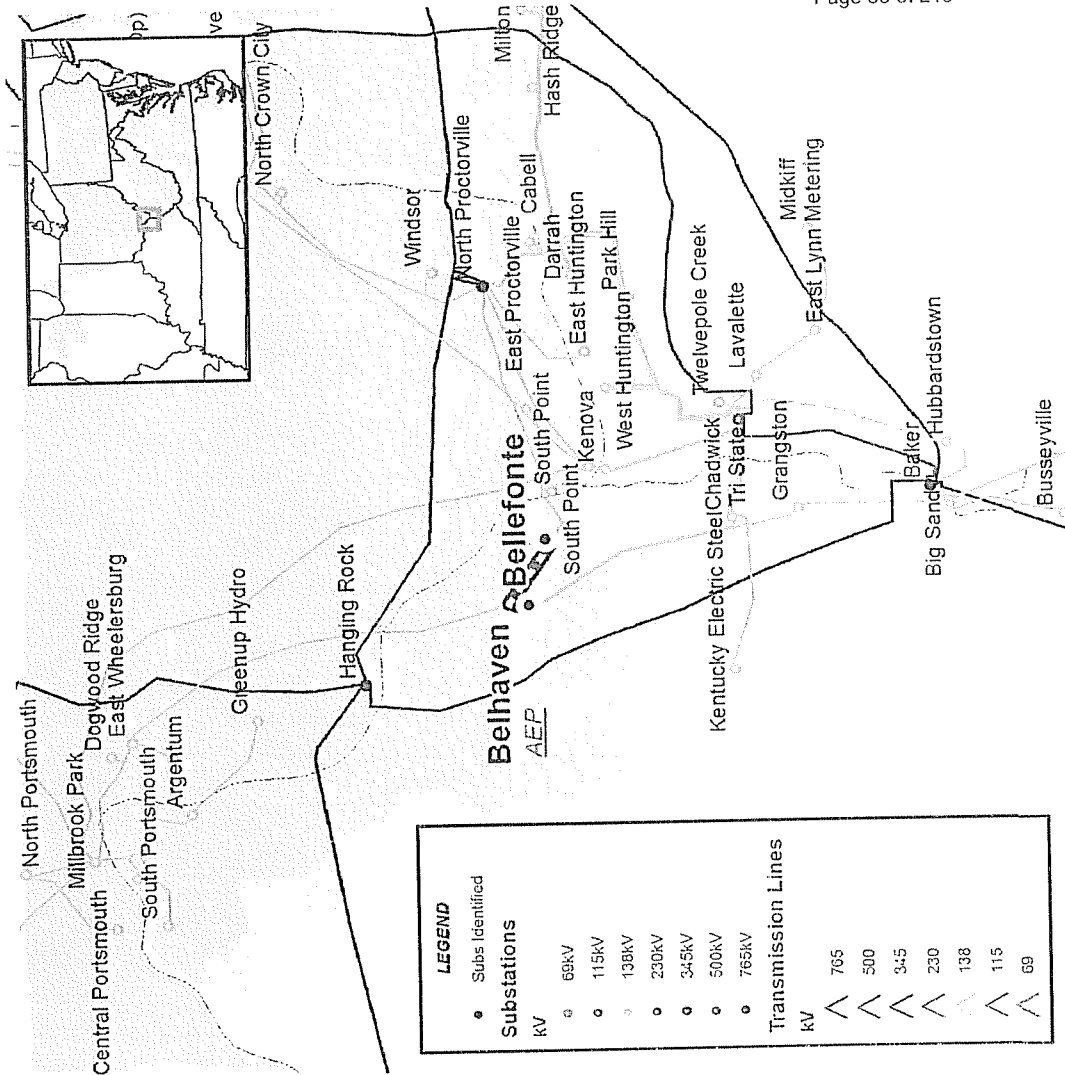 North Portsmouth
Millbrook Park
Dogwood Ridge
East Wheelersburg
Central Portsmouth
South Portsmouth
Argentum
Greenup Hydro
Hanging Rock
North Crown City
Windsor
North Proctorville
East Proctorville
Milton
Hash Ridge
Cabell
Darrah
East Huntington
Park Hill
West Huntington
Belhaven
Bellefonte
AEP
South Point
South Point
Kenova
Twelvepole Creek
Lavalette
Midkiff
East Lynn Metering
Kentucky Electric Steel
Chadwick
Tri State
Grangston
Baker
Hubbardstown
Big Sandy
Busseyville
LEGEND
Subs Identified
Substations
kV
69kV
115kV
138kV
230kV
345kV
500kV
765kV
Transmission Lines
kV
765
500
345
230
138
115
69